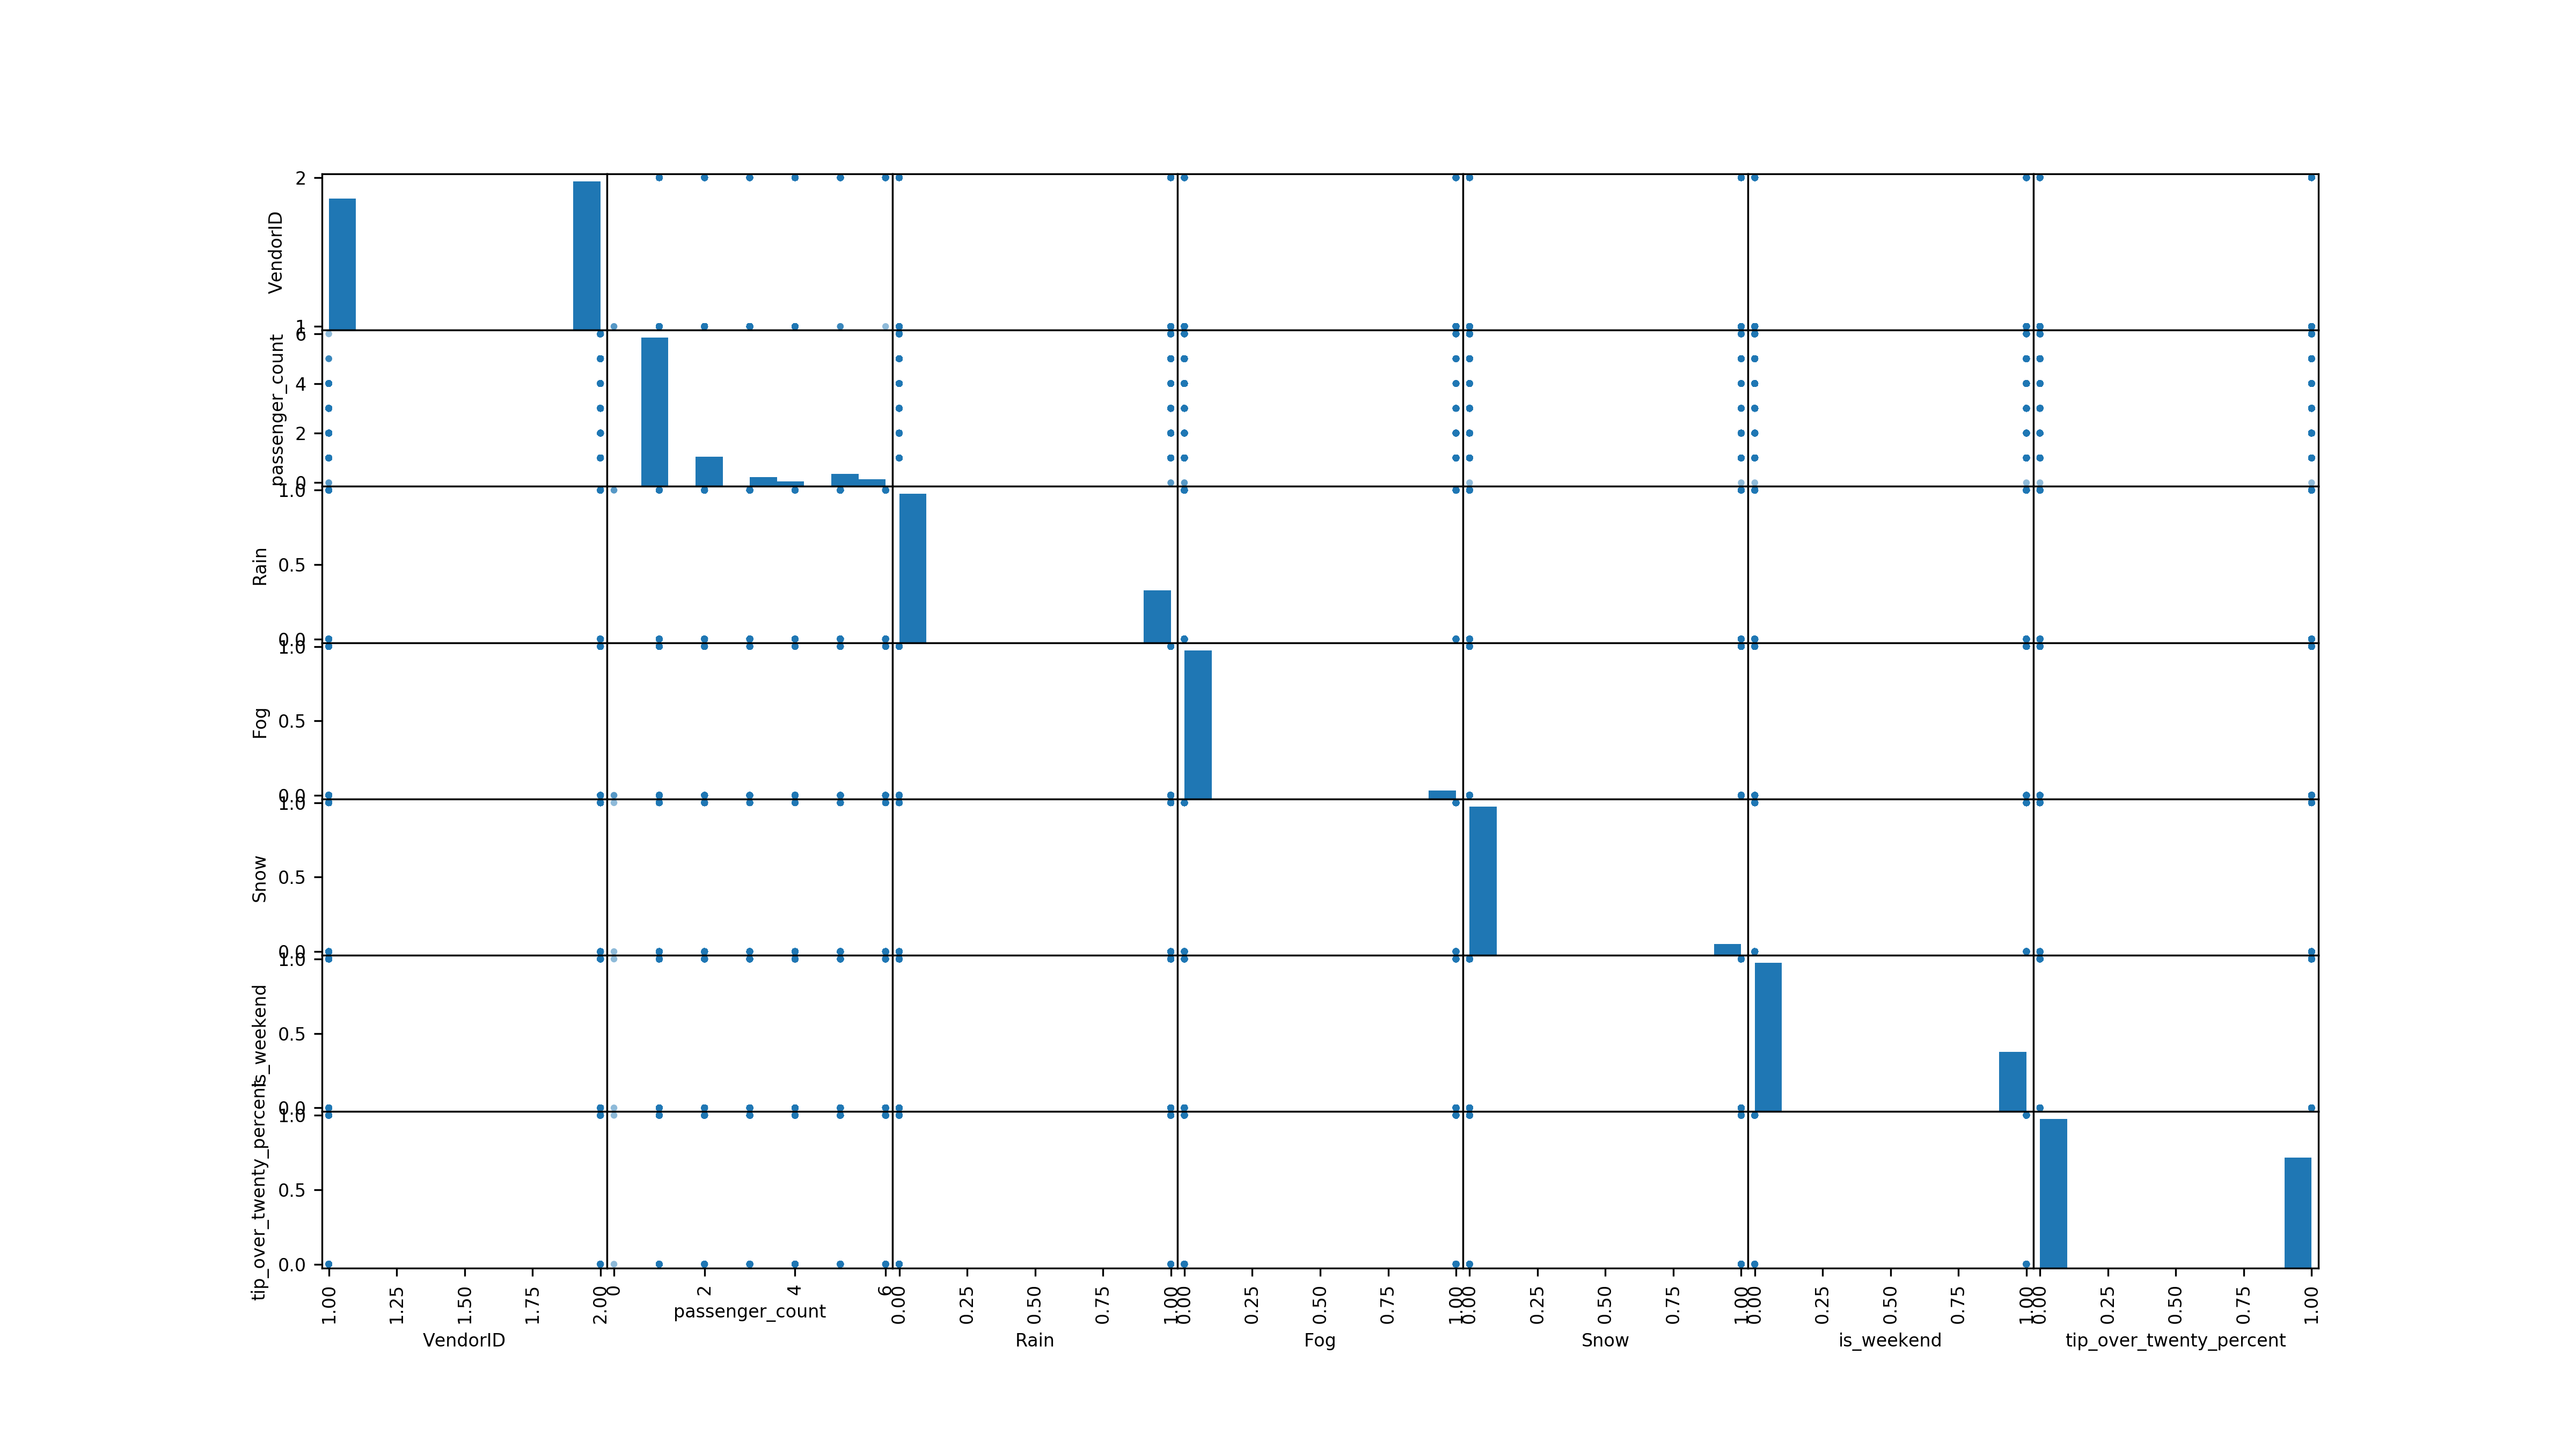 2
1
VendorID
6
4
2
0
passenger_count
1.0
0.5
0.0
Rain
1.0
0.5
0.0
Fog
1.0
0.5
0.0
Snow
1.0
0.5
0.0
is_weekend
1.0
0.5
0.0
tip_over_twenty_percent
1.00 1.25 1.50 1.75 2.00
0 2 4 6
0.00 0.25 0.50 0.75 1.00
0.00 0.25 0.50 0.75 1.00
0.00 0.25 0.50 0.75 1.00
0.00 0.25 0.50 0.75 1.00
0.00 0.25 0.50 0.75 1.00
VendorID passenger_count Rain Fog Snow is_weekend tip_over_twenty_percent